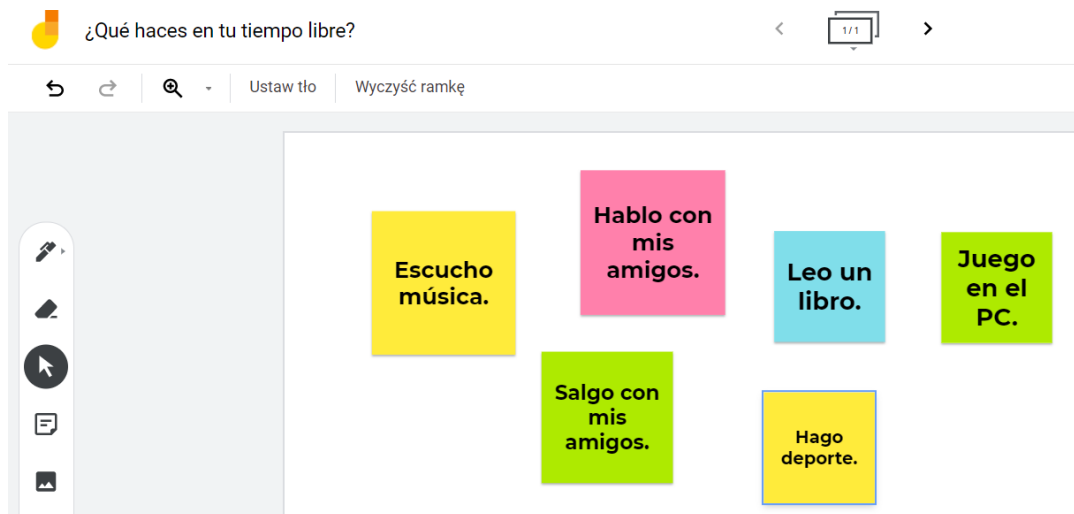 ¿Qué haces en tu tiempo libre?
1/1
Ustaw tło
Wyczyść ramkę
Escucho
música.
Hablo con
mis
amigos.
Leo un
libro.
Juego
en el
PC.
Salgo con
mis
amigos.
Hago
deporte.